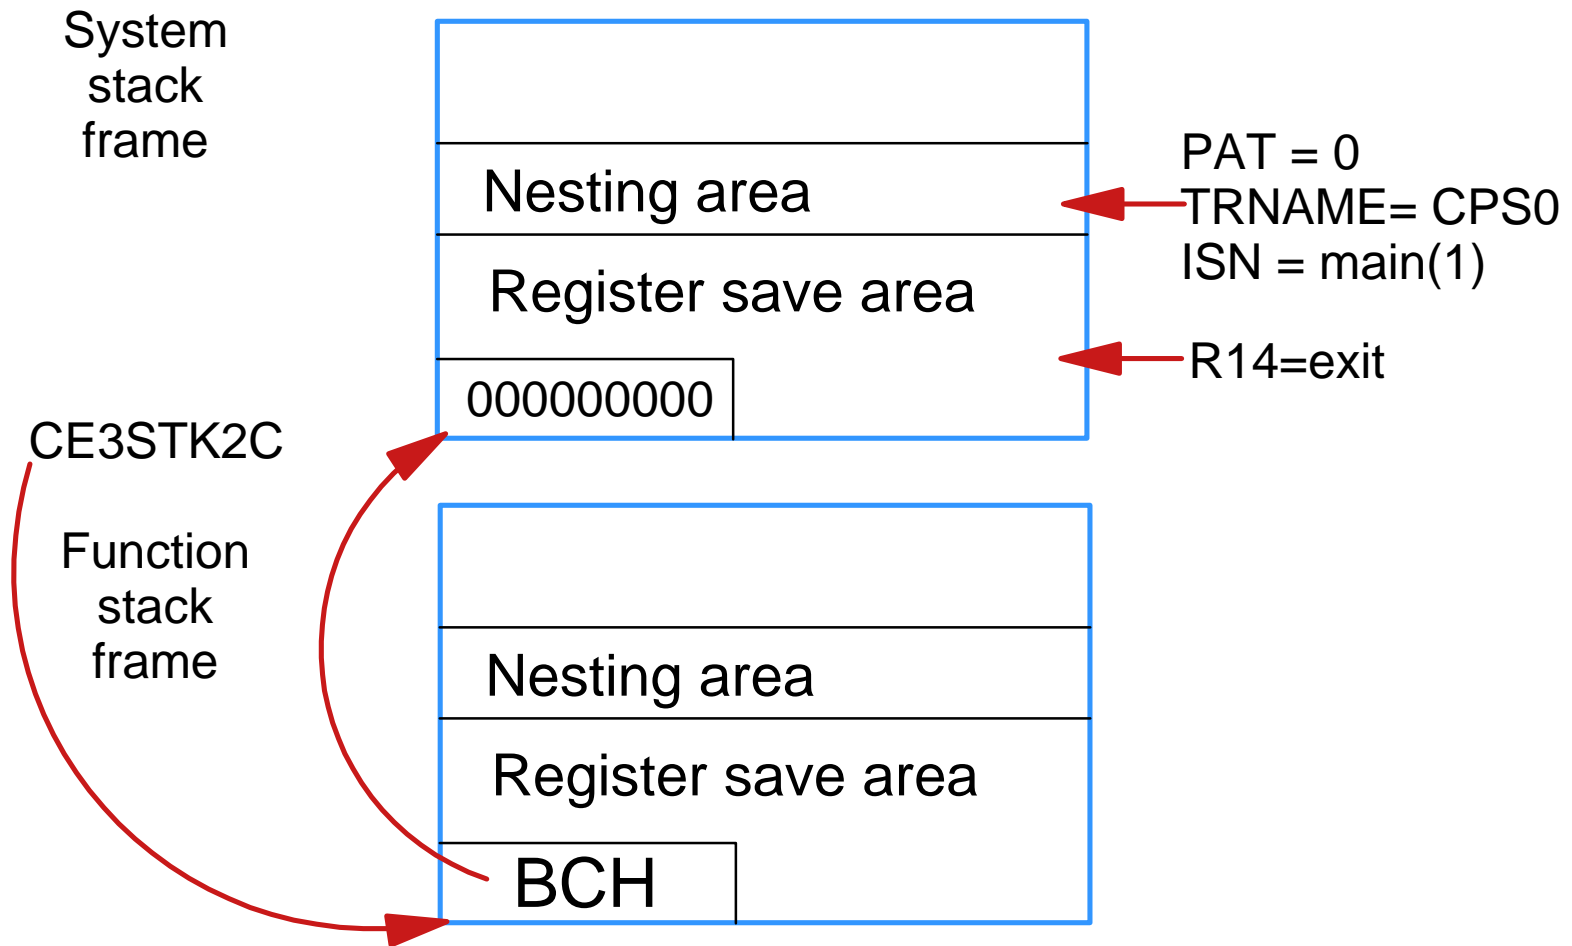 System
stack
frame
Nesting area
PAT = 0
TRNAME= CPS0
ISN = main(1)
Register save area
R14=exit
000000000
CE3STK2C
Function
stack
frame
Nesting area
Register save area
BCH